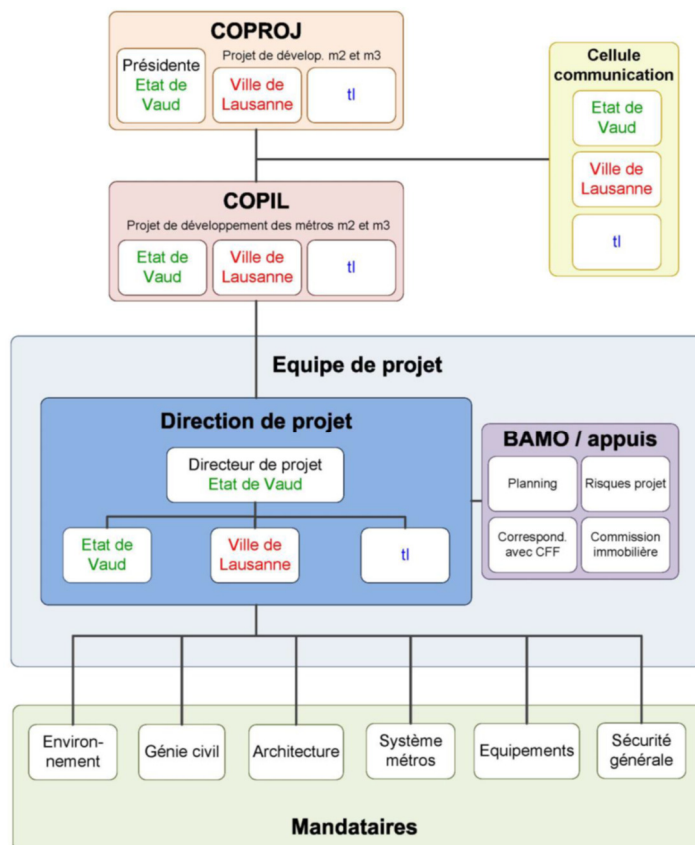 COPROJ
Projet de dévelop. m2 et m3
Présidente
Etat de
Vaud
Ville de
Lausanne
tl
Cellule
communication
Etat de
Vaud
Ville de
Lausanne
tl
COPIL
Projet de développement des métros m2 et m3
Etat de
Vaud
Ville de
Lausanne
tl
Equipe de projet
Direction de projet
Directeur de projet
Etat de Vaud
Etat de
Vaud
Ville de
Lausanne
tl
BAMO / appuis
Planning
Risques projet
Correspond.
avec CFF
Commission
immobilière
Environ-
nement
Génie civil
Architecture
Système
métros
Equipements
Sécurité
générale
Mandataires